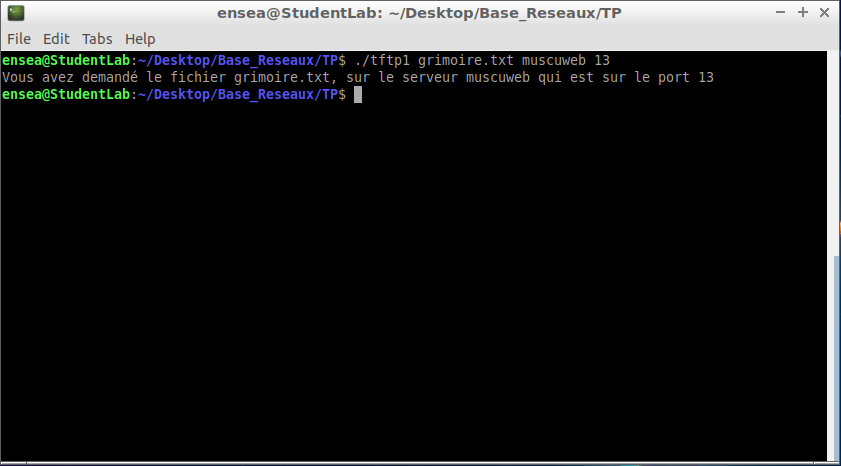 ensea@StudentLab: ~/Desktop/Base_Reseaux/TP
File Edit Tabs Help
ensea@StudentLab:~/Desktop/Base_Reseaux/TP$ ./tftp1 grimoire.txt muscuweb 13
Vous avez demandé le fichier grimoire.txt, sur le serveur muscuweb qui est sur le port 13
ensea@StudentLab:~/Desktop/Base_Reseaux/TP$